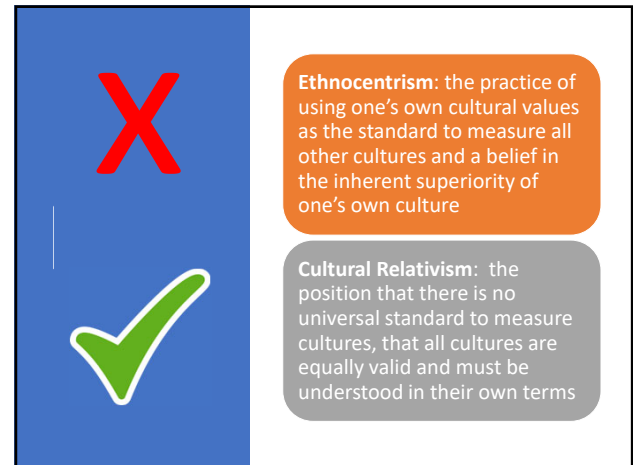 X
Ethnocentrism: the practice of
using one’s own cultural values
as the standard to measure all
other cultures and a belief in
the inherent superiority of
one’s own culture
Cultural Relativism:  the
position that there is no
universal standard to measure
cultures, that all cultures are
equally valid and must be
understood in their own terms